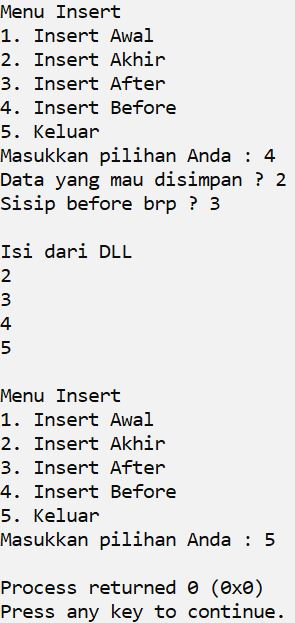 Menu Insert
1. Insert Awal
2. Insert Akhir
3. Insert After
4. Insert Before
5. Keluar
Masukkan pilihan Anda : 4
Data yang mau disimpan ? 2
Sisip before brp ? 3
Isi dari DLL
2
3
4
5
Menu Insert
1. Insert Awal
2. Insert Akhir
3. Insert After
4. Insert Before
5. Keluar
Masukkan pilihan Anda : 5
Process returned 0 (0x0)
Press any key to continue.